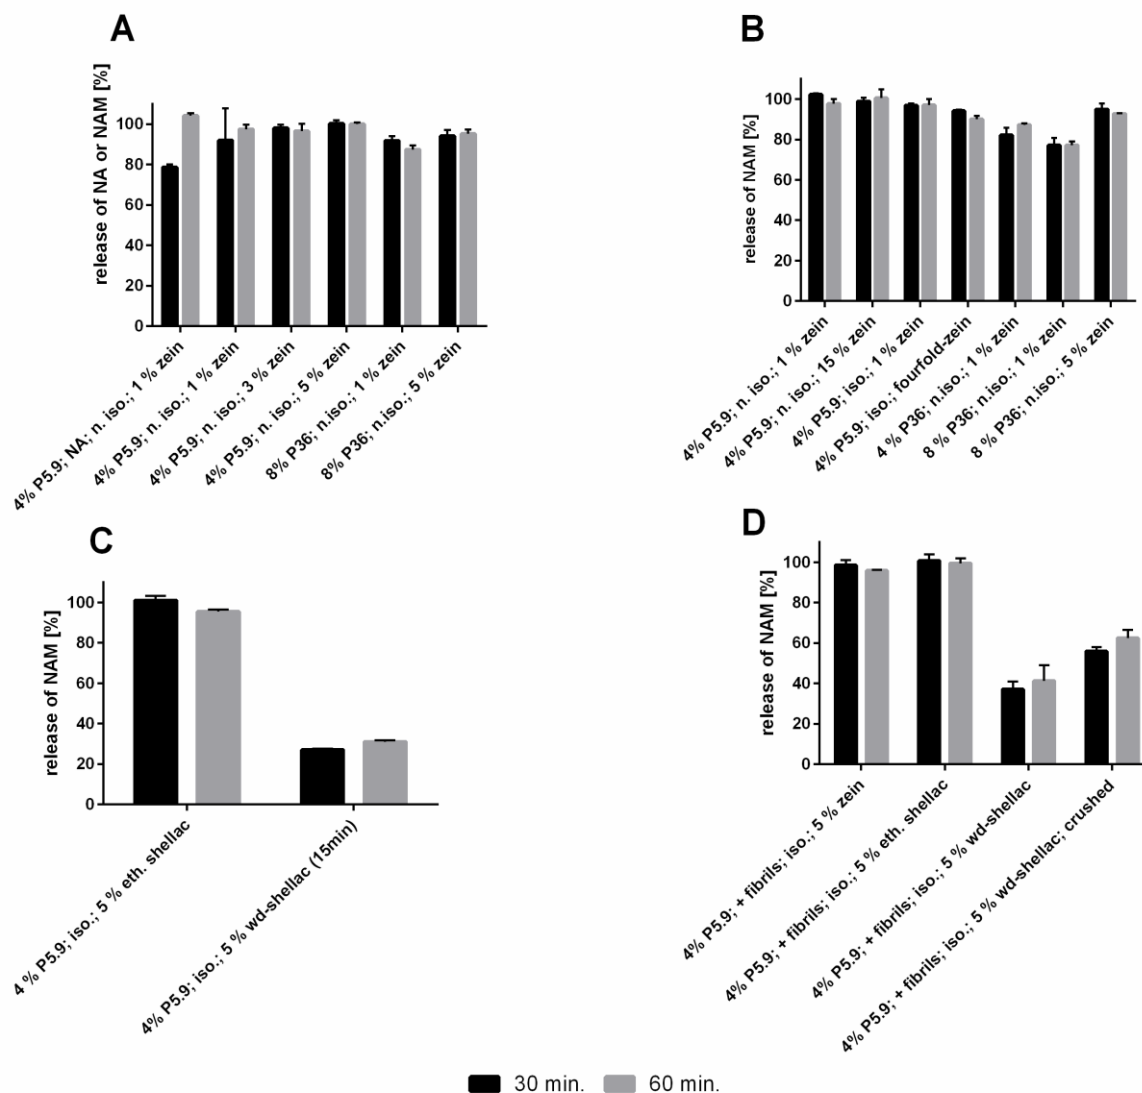 A
release of NA or NAM [%]
100
80
60
40
20
0
4% P5.9; NA; n. iso.; 1 % zein
4% P5.9; n. iso.; 1 % zein
4% P5.9; n. iso.; 3 % zein
4% P5.9; n. iso.; 5 % zein
8% P36; n.iso.; 1 % zein
8% P36; n.iso.; 5 % zein
B
release of NAM [%]
100
80
60
40
20
0
4% P5.9; n. iso.; 1 % zein
4% P5.9; n. iso.; 15 % zein
4% P5.9; iso.; 1 % zein
4% P5.9; iso.; fourfold-zein
4 % P36; n.iso.; 1 % zein
8 % P36; n.iso.; 1 % zein
8 % P36; n.iso.; 5 % zein
C
release of NAM [%]
100
80
60
40
20
0
4 % P5.9; iso.; 5 % eth. shellac
4% P5.9; iso.; 5 % wd-shellac (15min)
D
release of NAM [%]
100
80
60
40
20
0
4% P5.9; + fibrils; iso.; 5 % zein
4% P5.9; + fibrils; iso.; 5 % eth. shellac
4% P5.9; + fibrils; iso.; 5 % wd-shellac
4% P5.9; + fibrils; iso.; 5 % wd-shellac; crushed
30 min.
60 min.